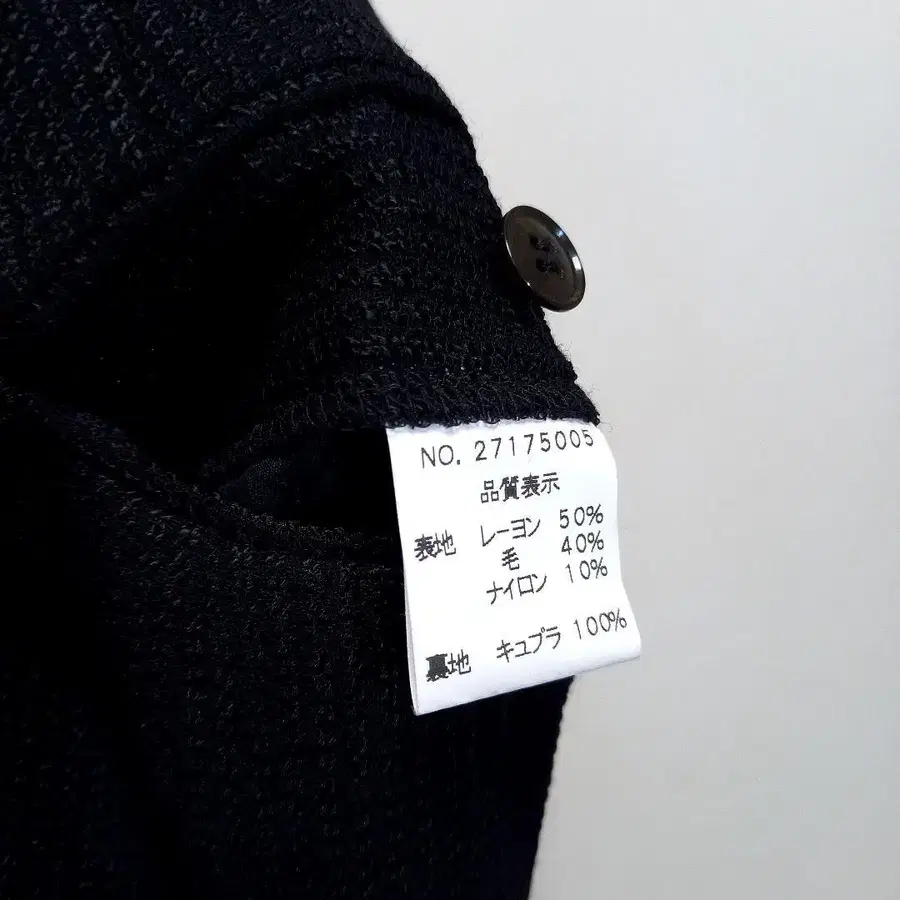 NO. 27175005
品質表示
表地 レーヨン 50%
毛 40%
ナイロン 10%
裏地 キュプラ 100%